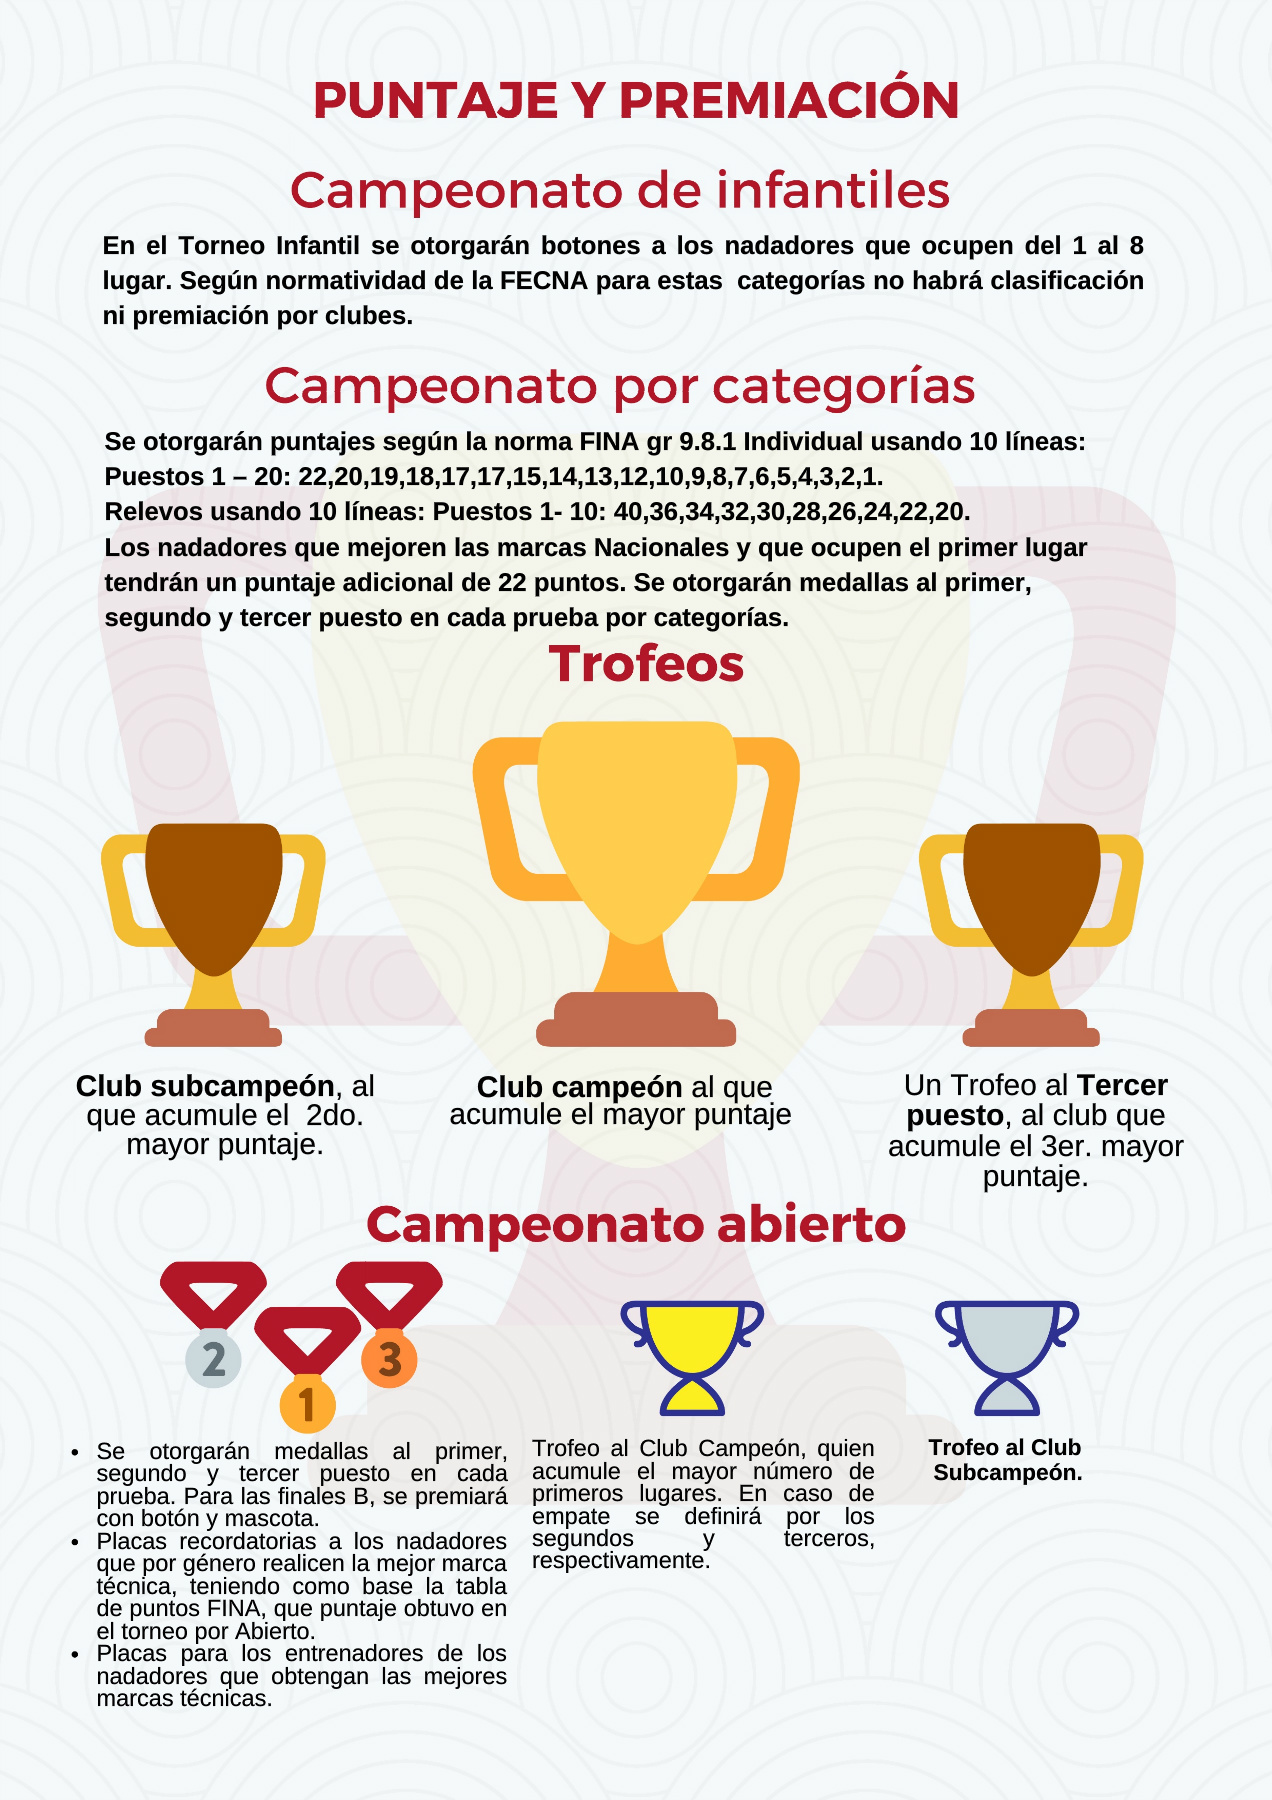 PUNTAJE Y PREMIACIÓN
Campeonato de infantiles
En el Torneo Infantil se otorgarán botones a los nadadores que ocupen del 1 al 8
lugar. Según normatividad de la FECNA para estas categorías no habrá clasificación
ni premiación por clubes.
Campeonato por categorías
Se otorgarán puntajes según la norma FINA gr 9.8.1 Individual usando 10 líneas:
Puestos 1 – 20: 22,20,19,18,17,17,15,14,13,12,10,9,8,7,6,5,4,3,2,1.
Relevos usando 10 líneas: Puestos 1- 10: 40,36,34,32,30,28,26,24,22,20.
Los nadadores que mejoren las marcas Nacionales y que ocupen el primer lugar
tendrán un puntaje adicional de 22 puntos. Se otorgarán medallas al primer,
segundo y tercer puesto en cada prueba por categorías.
Trofeos
Club subcampeón, al
que acumule el 2do.
mayor puntaje.
Club campeón al que
acumule el mayor puntaje
Un Trofeo al Tercer
puesto, al club que
acumule el 3er. mayor
puntaje.
Campeonato abierto
2
1
3
• Se otorgarán medallas al primer,
segundo y tercer puesto en cada
prueba. Para las finales B, se premiará
con botón y mascota.
• Placas recordatorias a los nadadores
que por género realicen la mejor marca
técnica, teniendo como base la tabla
de puntos FINA, que puntaje obtuvo en
el torneo por Abierto.
• Placas para los entrenadores de los
nadadores que obtengan las mejores
marcas técnicas.
Trofeo al Club Campeón, quien
acumule el mayor número de
primeros lugares. En caso de
empate se definirá por los
segundos y terceros,
respectivamente.
Trofeo al Club
Subcampeón.